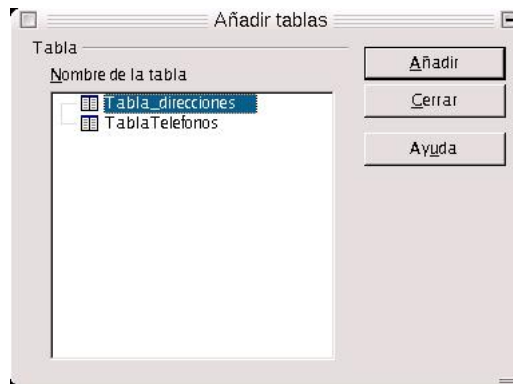 Añadir tablas
Tabla
Nombre de la tabla
Tabla_direcciones
TablaTelefonos
Añadir
Cerrar
Ayuda